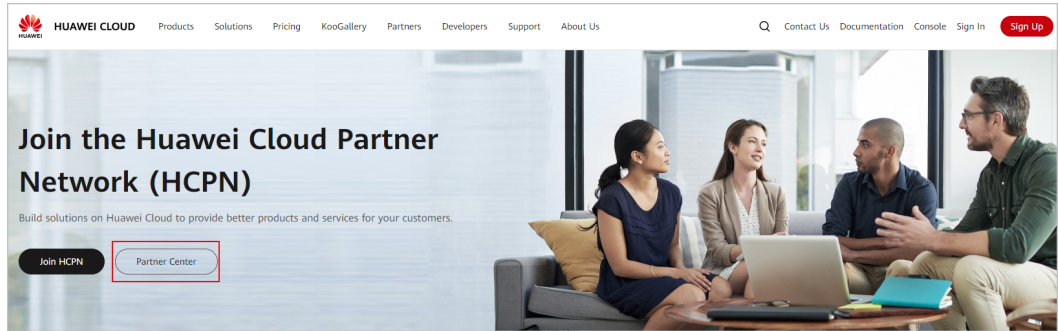 HUAWEI
HUAWEI CLOUD Products Solutions Pricing KooGallery Partners Developers Support About Us Contact Us Documentation Console Sign In Sign Up
Join the Huawei Cloud Partner
Network (HCPN)
Build solutions on Huawei Cloud to provide better products and services for your customers.
Join HCPN Partner Center